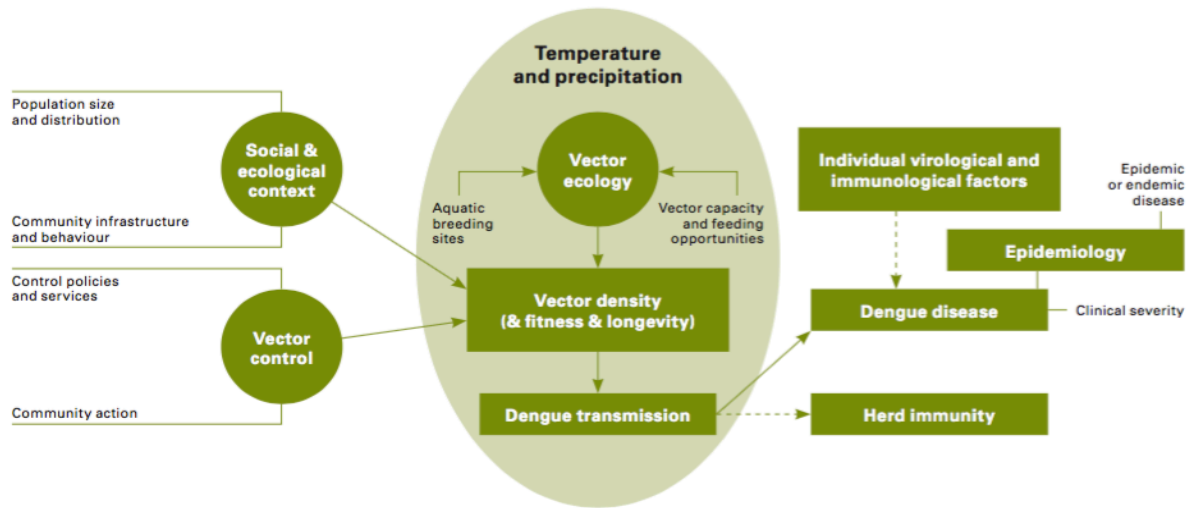 Temperature
and precipitation
Population size
and distribution
Social &
ecological
context
Community infrastructure
and behaviour
Control policies
and services
Vector
control
Community action
Vector
ecology
Aquatic
breeding
sites
Vector capacity
and feeding
opportunities
Vector density
(& fitness & longevity)
Dengue transmission
Individual virological and
immunological factors
Epidemic
or endemic
disease
Epidemiology
Dengue disease
Clinical severity
Herd immunity